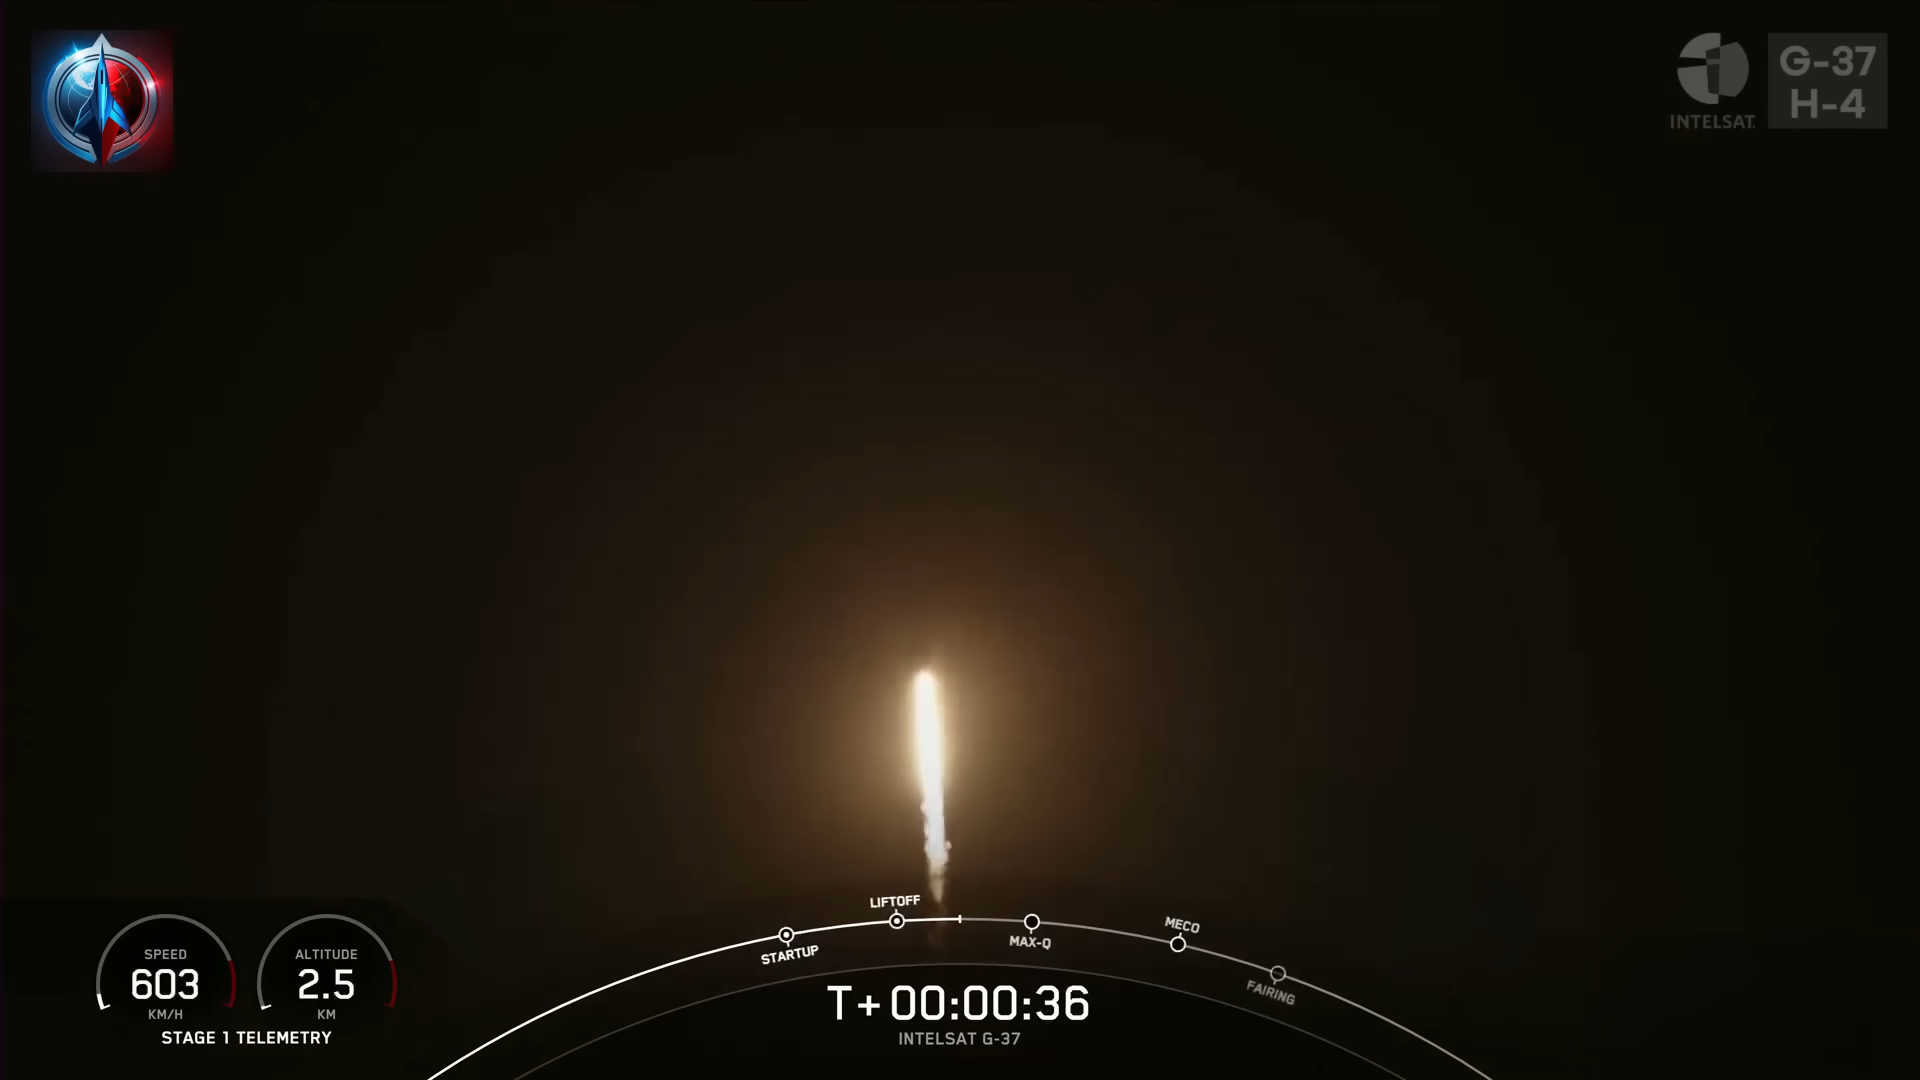 INTELSAT
G-37
H-4
LIFTOFF
STARTUP
MAX-Q
MECO
FAIRING
SPEED
603
KM/H
ALTITUDE
2.5
KM
STAGE 1 TELEMETRY
T+00:00:36
INTELSAT G-37